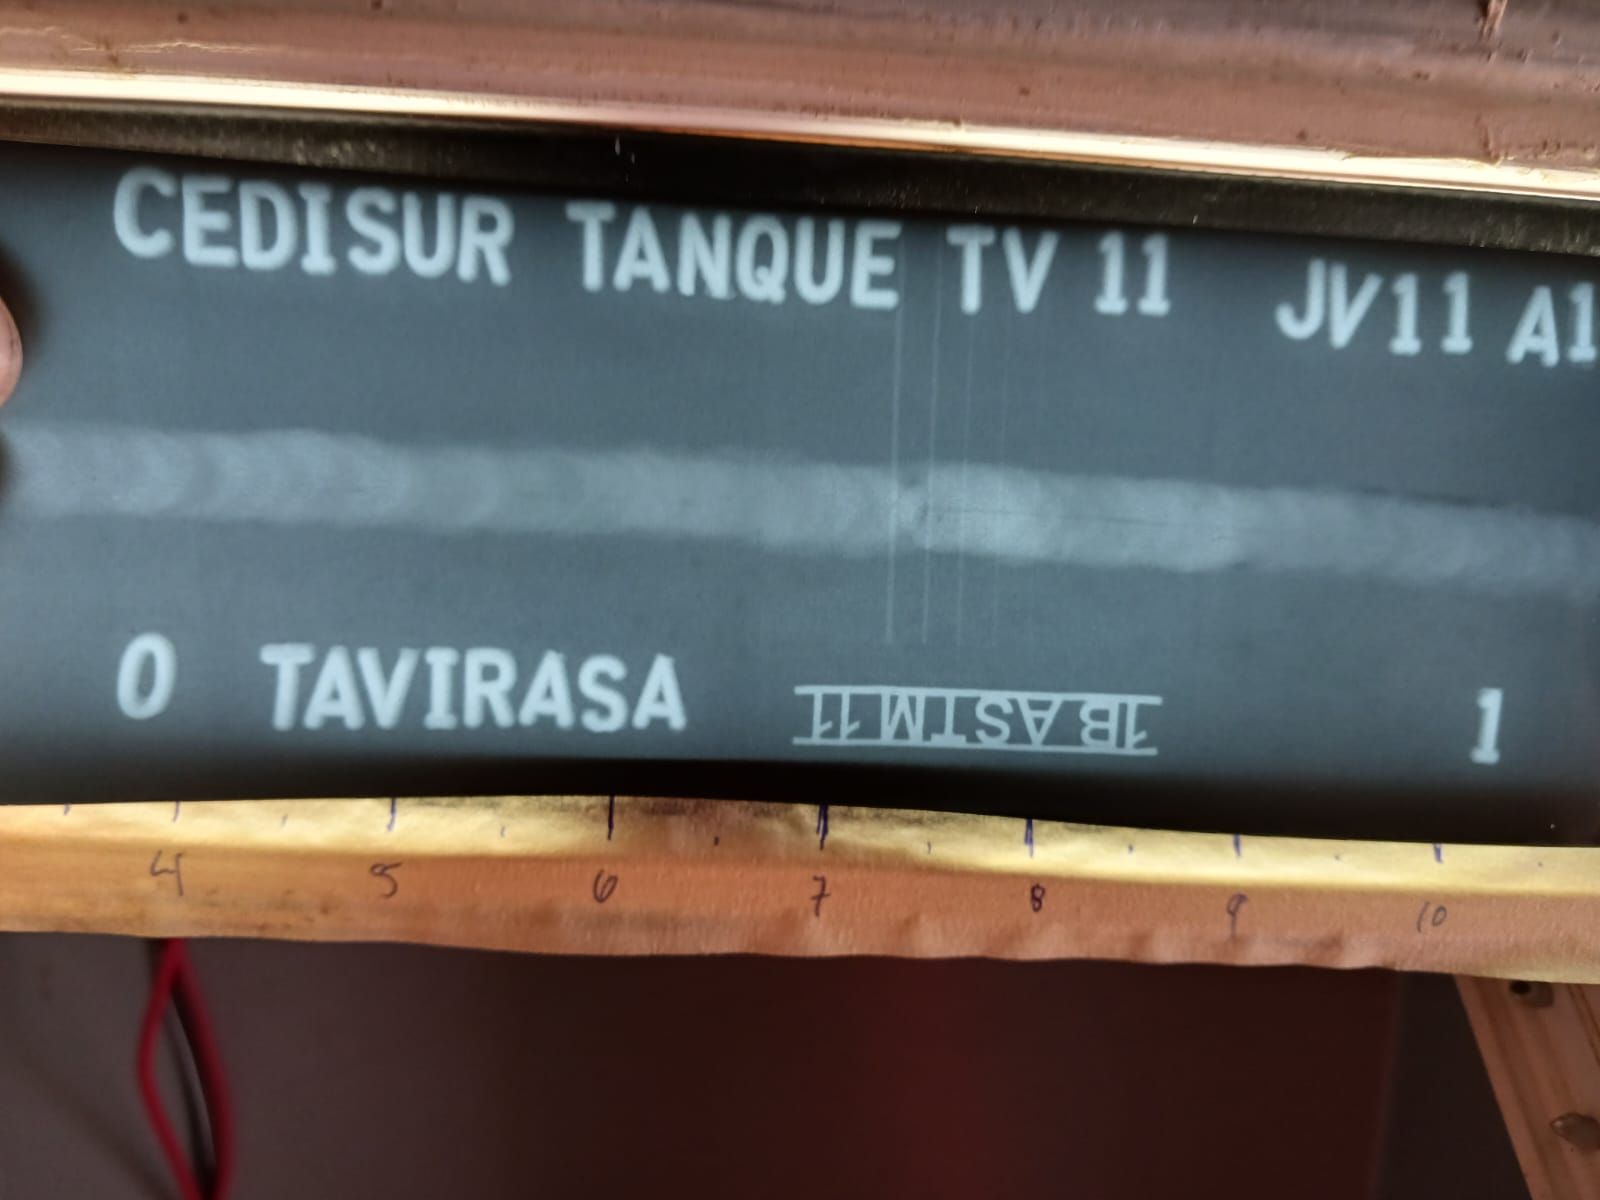 CEDISUR TANQUE TV 11 JV11 A1
0 TAVIRASA 1B ASTM 11 1
4 5 6 7 8 9 10